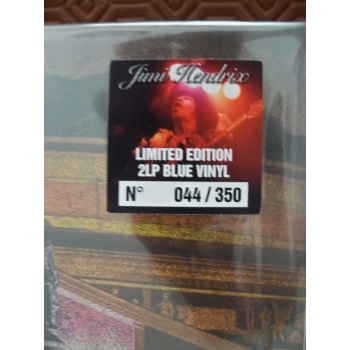 Jimi Hendrix
LIMITED EDITION
2LP BLUE VINYL
N° 044 / 350